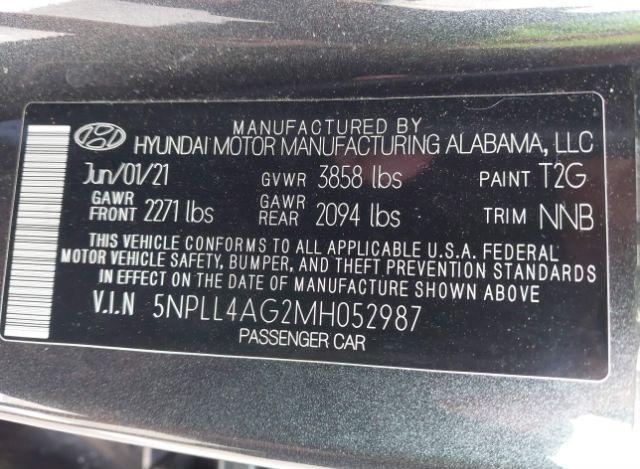 MANUFACTURED BY
HYUNDAI MOTOR MANUFACTURING ALABAMA, LLC
Jun/01/21 GVWR 3858 lbs PAINT T2G
GAWR FRONT 2271 lbs GAWR REAR 2094 lbs TRIM NNB
THIS VEHICLE CONFORMS TO ALL APPLICABLE U.S.A. FEDERAL
MOTOR VEHICLE SAFETY, BUMPER, AND THEFT PREVENTION STANDARDS
IN EFFECT ON THE DATE OF MANUFACTURE SHOWN ABOVE
V.I.N 5NPLL4AG2MH052987
PASSENGER CAR